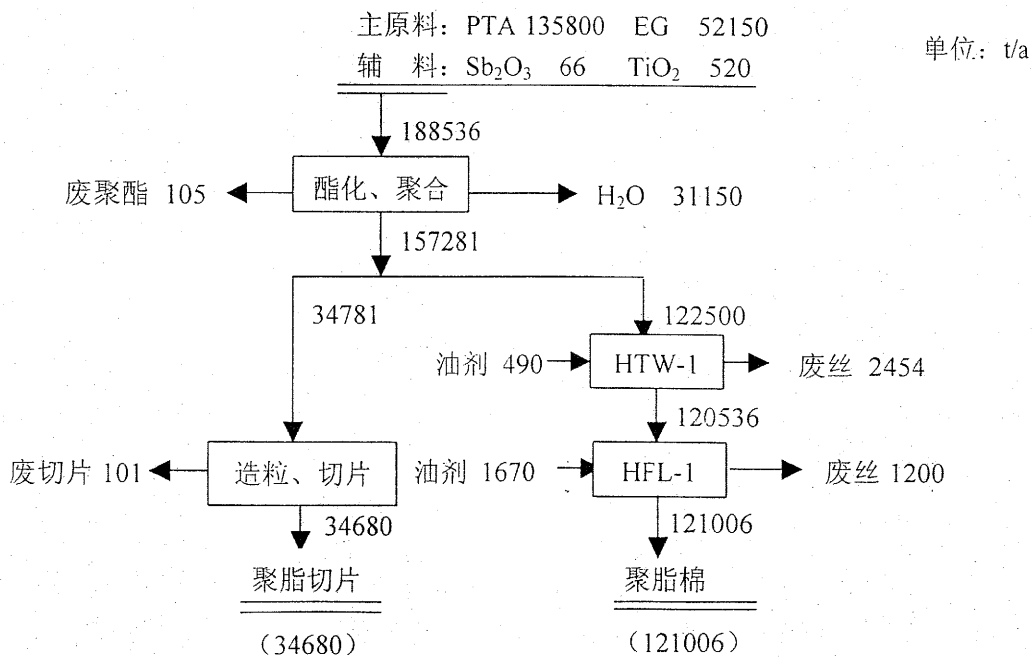 主原料：PTA 135800 EG 52150
单位：t/a
辅 料：Sb₂O₃ 66 TiO₂ 520
188536
废聚酯 105
酯化、聚合
H₂O 31150
157281
34781
122500
油剂 490
HTW-1
废丝 2454
120536
废切片 101
造粒、切片
油剂 1670
HFL-1
废丝 1200
34680
121006
聚脂切片
聚脂棉
（34680）
（121006）